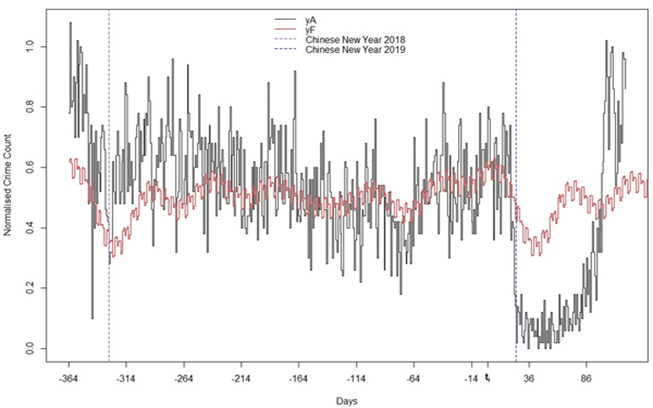 yA
yF
Chinese New Year 2018
Chinese New Year 2019
Normalised Crime Count
1.0
0.8
0.6
0.4
0.2
0.0
-364 -314 -264 -214 -164 -114 -64 -14 t₁ 36 86
Days